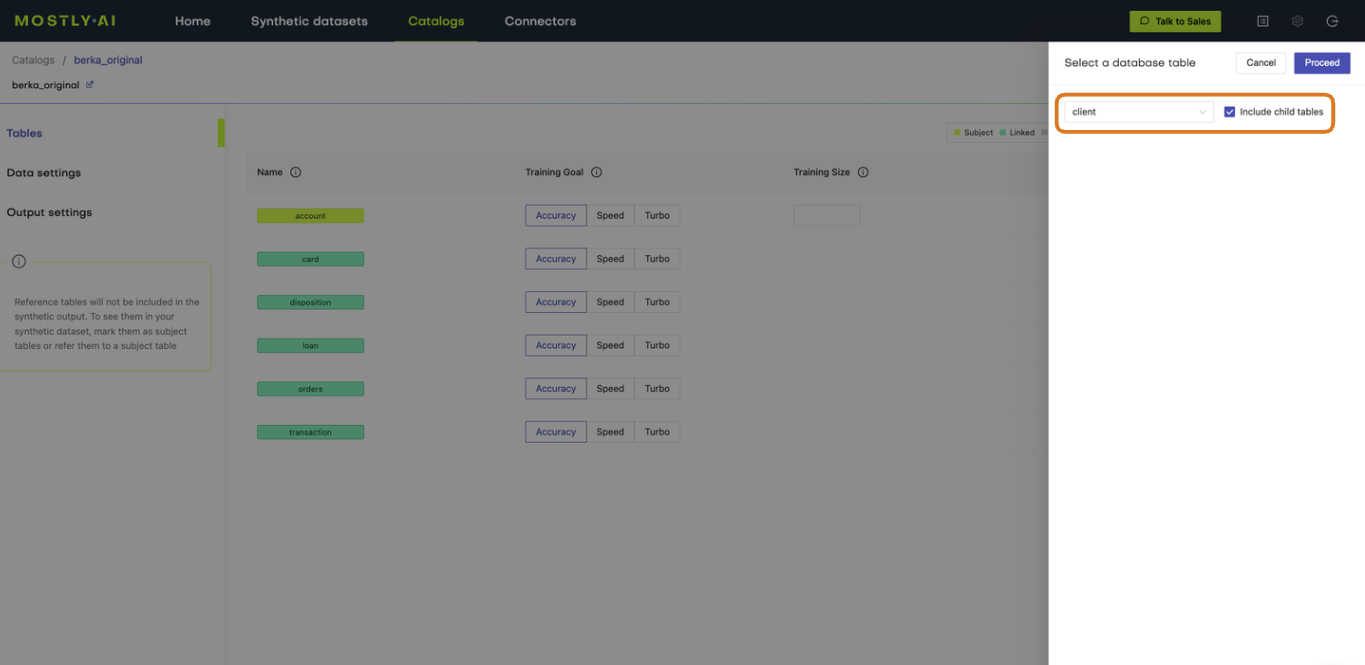 MOSTLY·AI Home Synthetic datasets Catalogs Connectors Talk to Sales
Catalogs / berka_original
berka_original
Select a database table Cancel Proceed
client Include child tables
Tables
Data settings
Output settings
Reference tables will not be included in the
synthetic output. To see them in your
synthetic dataset, mark them as subject
tables or refer them to a subject table
Subject Linked
Name Training Goal Training Size
account Accuracy Speed Turbo
card Accuracy Speed Turbo
disposition Accuracy Speed Turbo
loan Accuracy Speed Turbo
orders Accuracy Speed Turbo
transaction Accuracy Speed Turbo